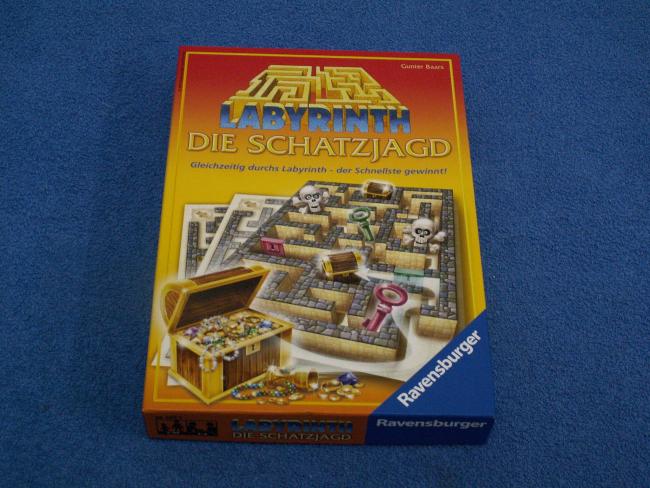 Gunter Baars
LABYRINTH
DIE SCHATZJAGD
Gleichzeitig durchs Labyrinth - der Schnellste gewinnt!
Ravensburger
LABYRINTH
DIE SCHATZJAGD
Ravensburger